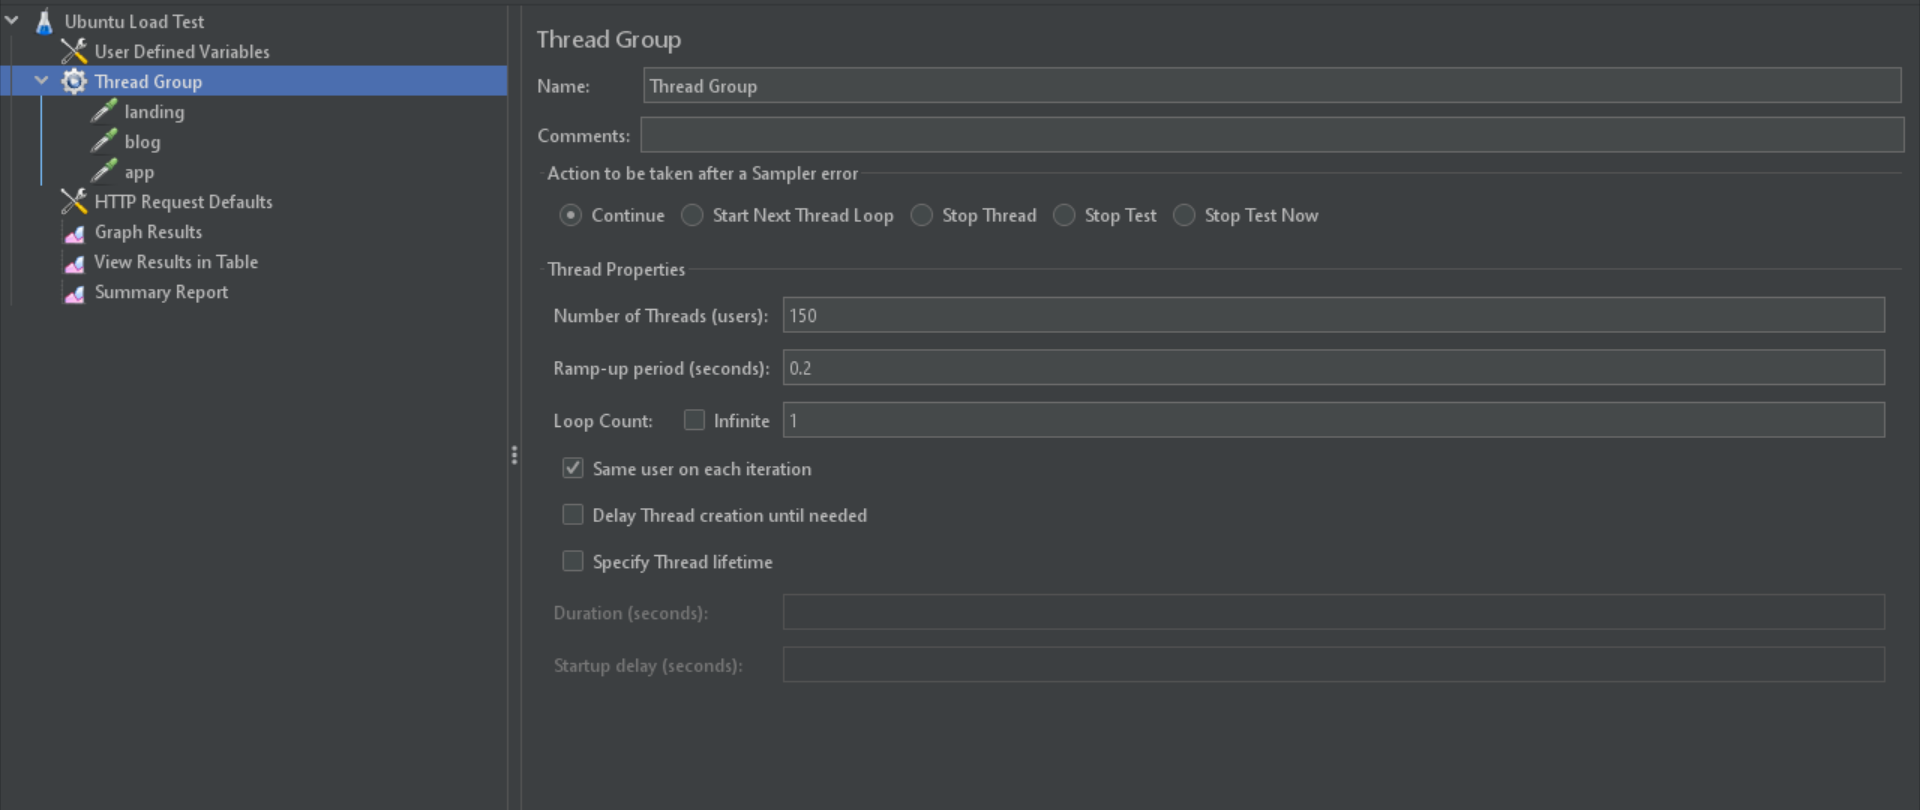 Ubuntu Load Test
User Defined Variables
Thread Group
landing
blog
app
HTTP Request Defaults
Graph Results
View Results in Table
Summary Report
Thread Group
Name: Thread Group
Comments:
Action to be taken after a Sampler error
Continue Start Next Thread Loop Stop Thread Stop Test Stop Test Now
Thread Properties
Number of Threads (users): 150
Ramp-up period (seconds): 0.2
Loop Count: Infinite 1
Same user on each iteration
Delay Thread creation until needed
Specify Thread lifetime
Duration (seconds):
Startup delay (seconds):